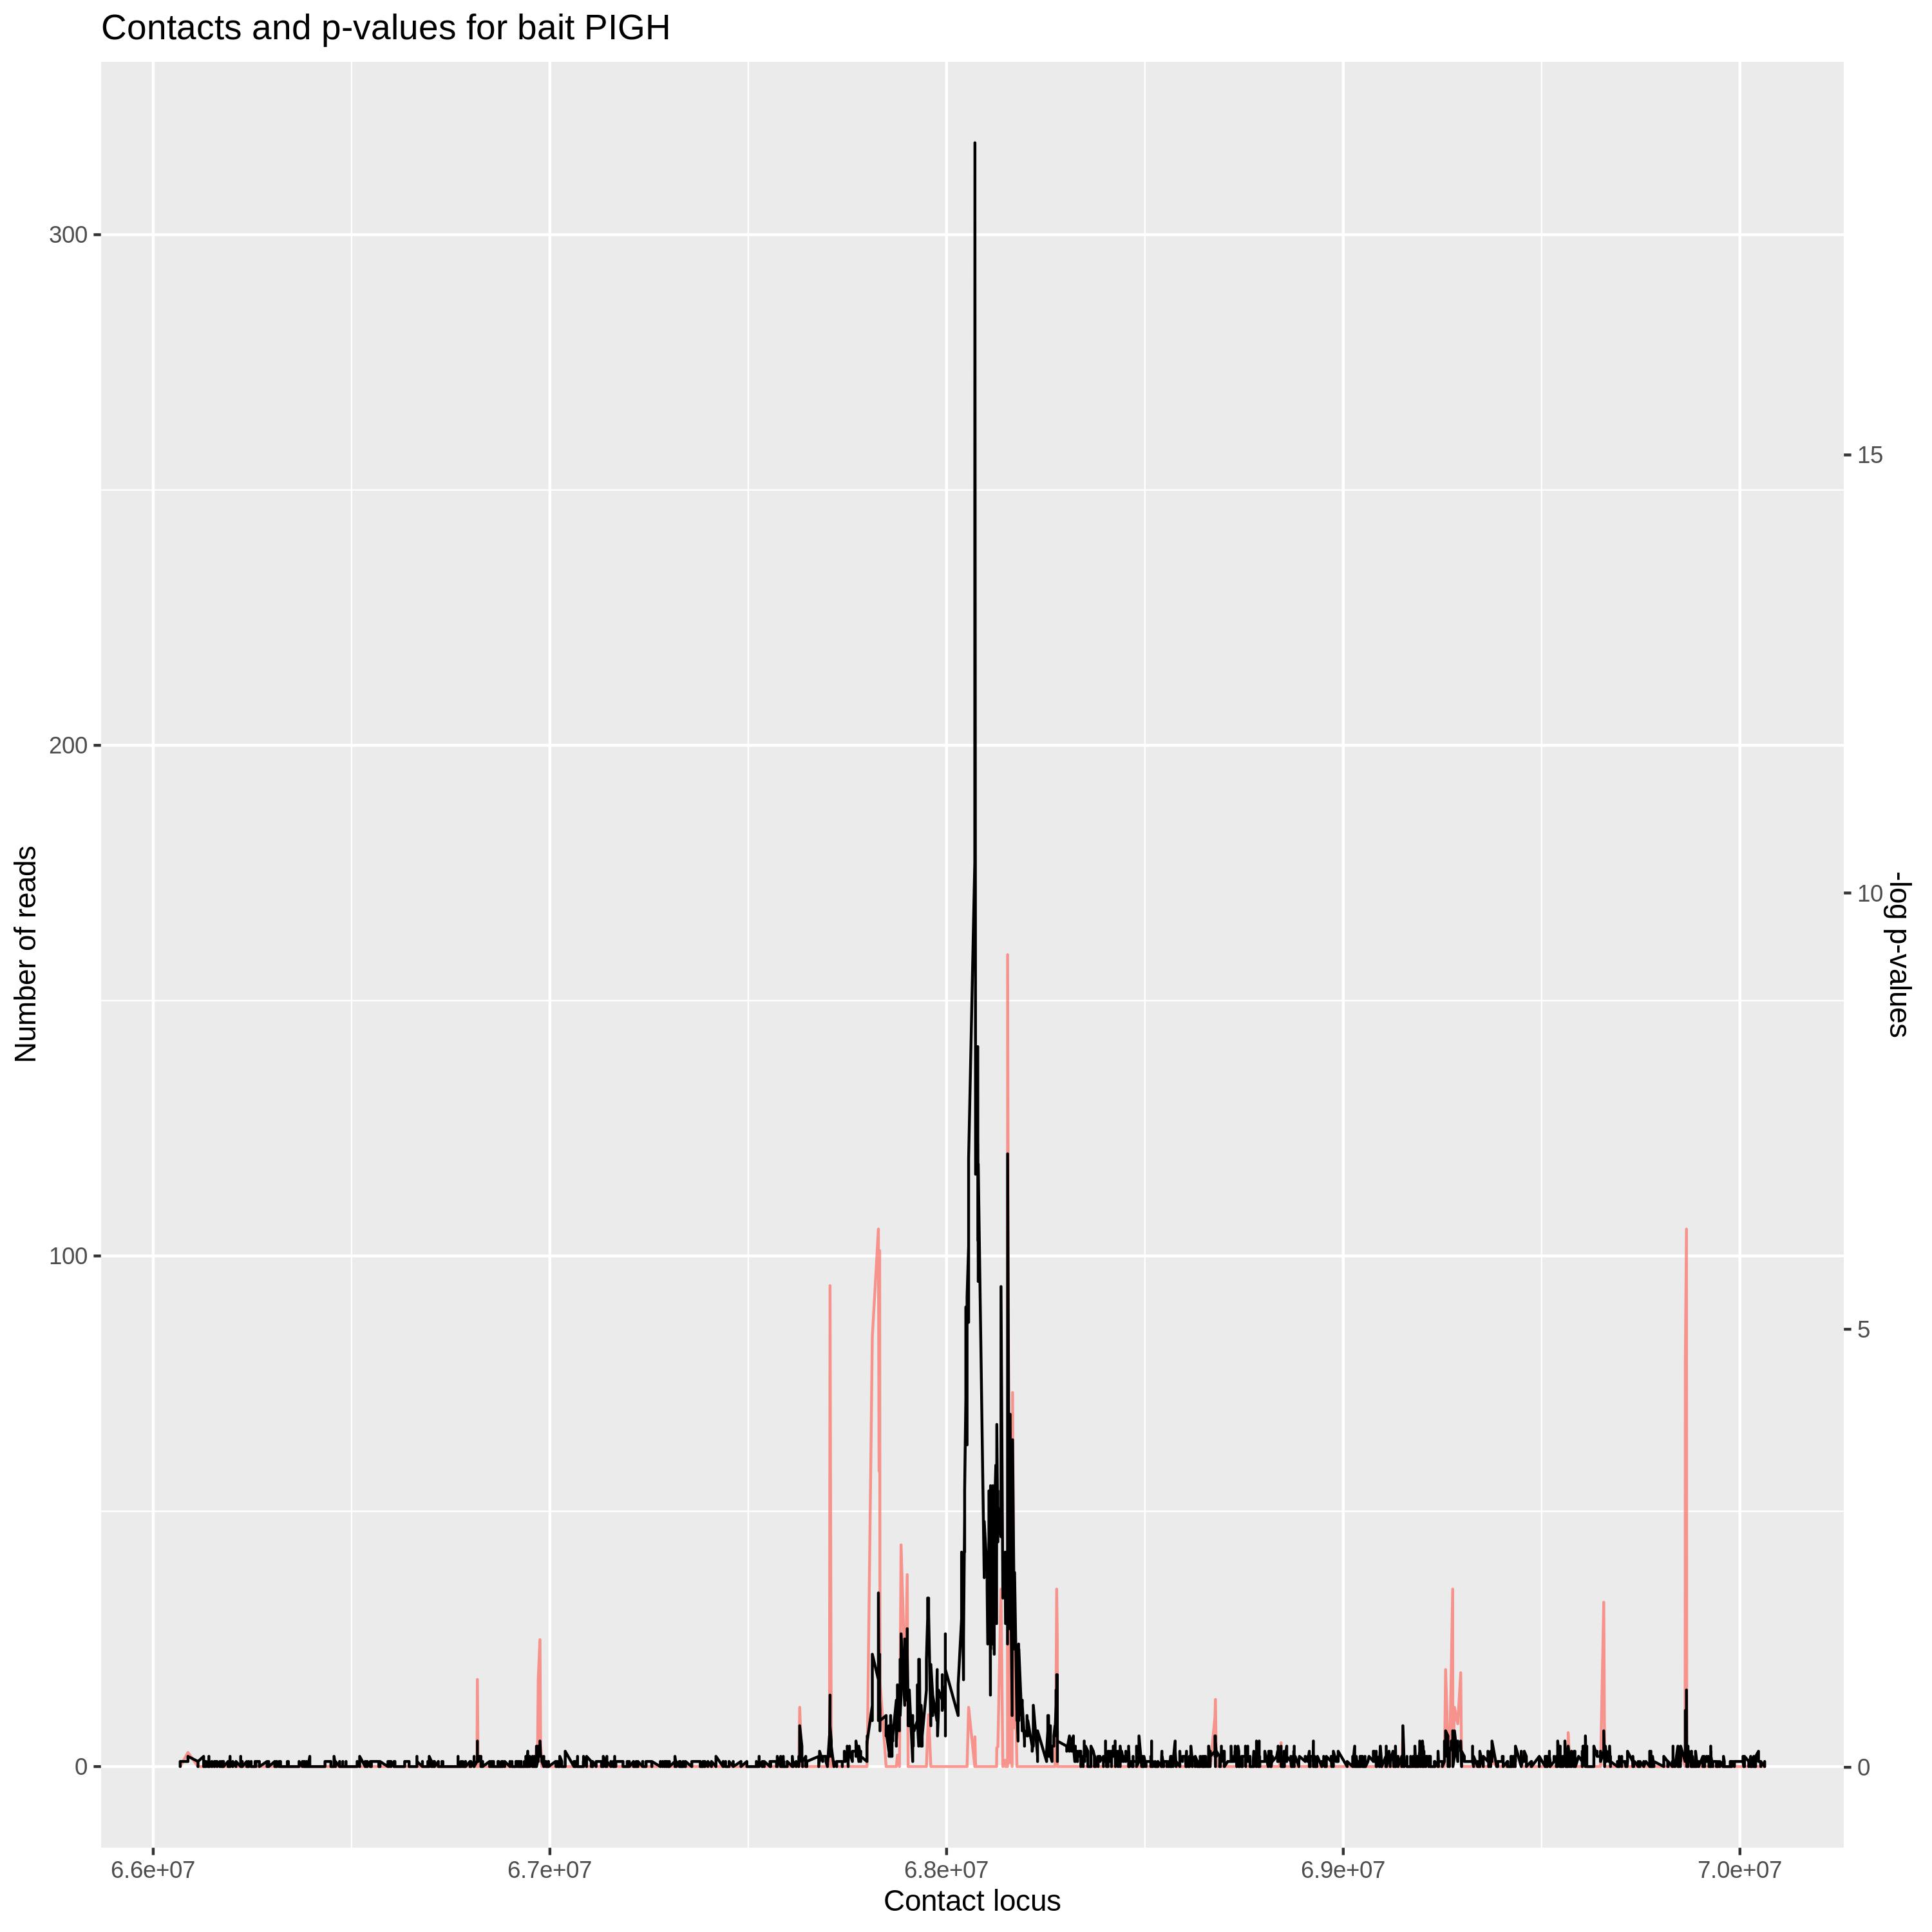 Contacts and p-values for bait PIGH
Number of reads
300
200
100
0
15
10
5
0
-log p-values
6.6e+07
6.7e+07
6.8e+07
6.9e+07
7.0e+07
Contact locus